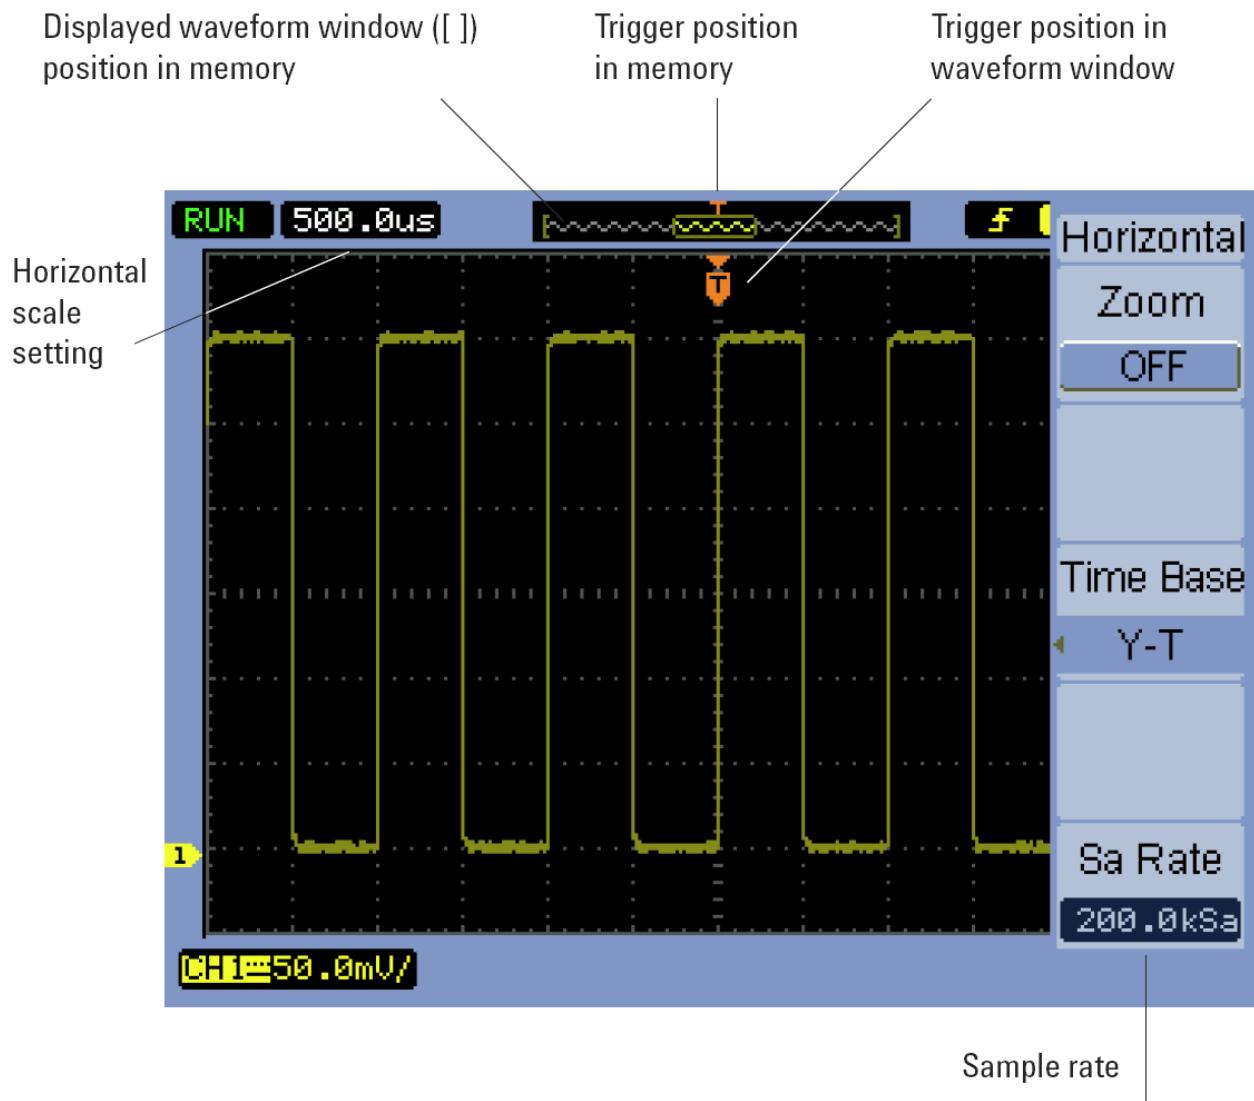 Displayed waveform window ([ ])
position in memory
Trigger position
in memory
Trigger position in
waveform window
RUN
500.0us
T
Horizontal
scale
setting
T
Horizontal
Zoom
OFF
Time Base
Y-T
Sa Rate
200.0kSa
1
CH1 50.0mV/
Sample rate